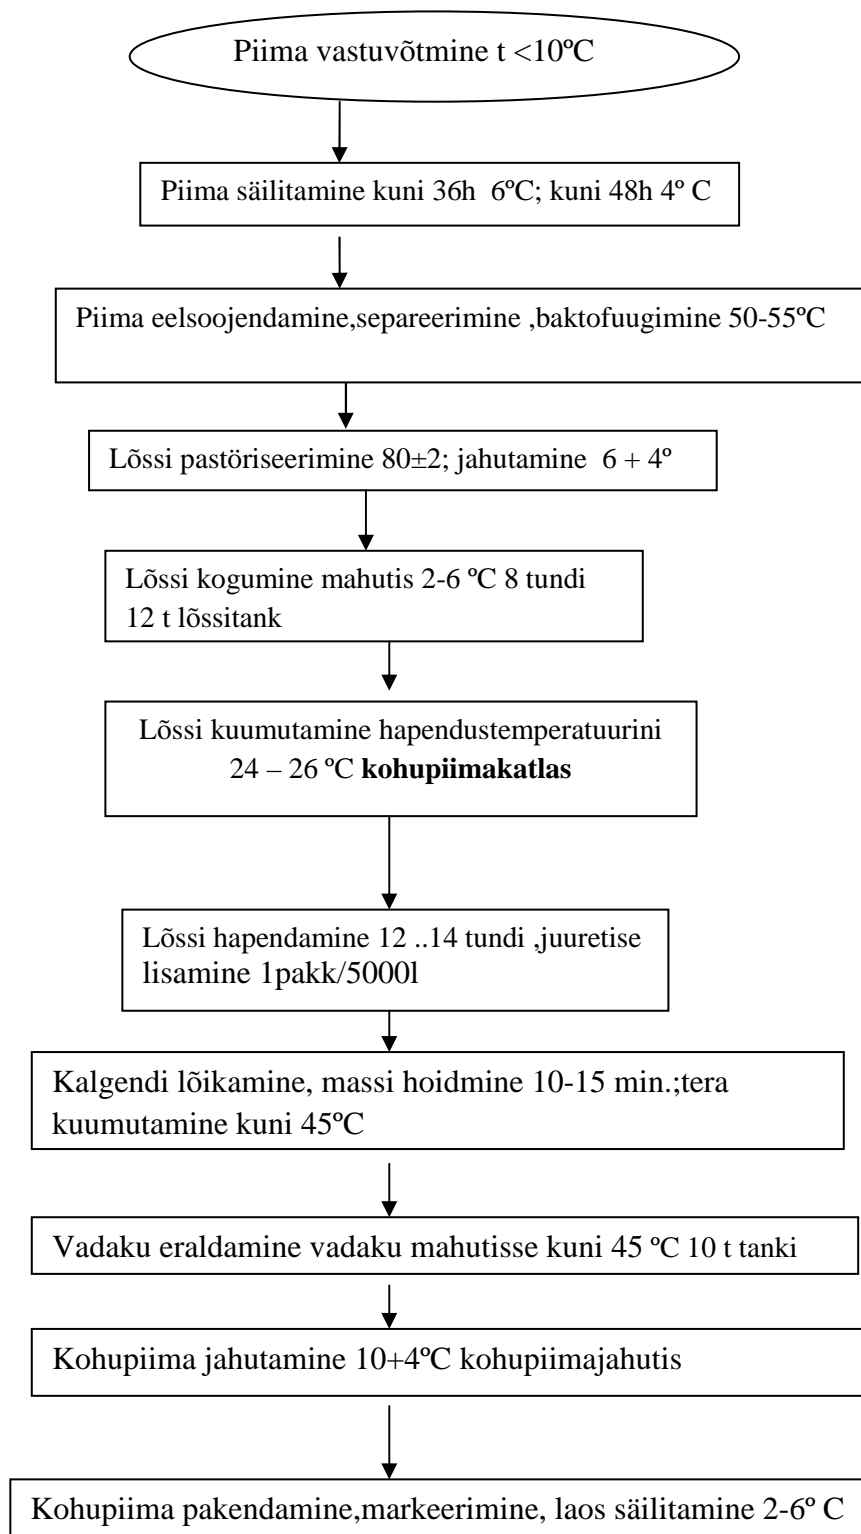 Piima vastuvõtmine t <10ºC
Piima säilitamine kuni 36h  6ºC; kuni 48h 4º C
Piima eelsoojendamine,separeerimine ,baktofuugimine 50-55ºC
Lõssi pastöriseerimine 80±2; jahutamine  6 + 4º
Lõssi kogumine mahutis 2-6 ºC 8 tundi
12 t lõssitank
Lõssi kuumutamine hapendustemperatuurini
24 – 26 ºC kohupiimakatlas
Lõssi hapendamine 12 ..14 tundi ,juuretise
lisamine 1pakk/5000l
Kalgendi lõikamine, massi hoidmine 10-15 min.;tera
kuumutamine kuni 45ºC
Vadaku eraldamine vadaku mahutisse kuni 45 ºC 10 t tanki
Kohupiima jahutamine 10+4ºC kohupiimajahutis
Kohupiima pakendamine,markeerimine, laos säilitamine 2-6º C